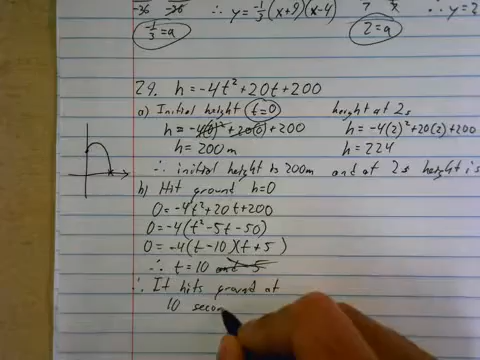 -36 -36 ∴ y = -1/3 (x+9)(x-4) ∴ y = 2
-1/3 = a 2 = a
29. h = -4t² + 20t + 200
a) Initial height t=0 height at 2s
h = -4(0)² + 20(0) + 200 h = -4(2)² + 20(2) + 200
h = 200m h = 224
∴ initial height is 200m and at 2s height is
b) Hit ground h=0
0 = -4t² + 20t + 200
0 = -4(t² - 5t - 50)
0 = -4(t - 10)(t + 5)
∴ t = 10 and -5
∴ It hits ground at
10 secon